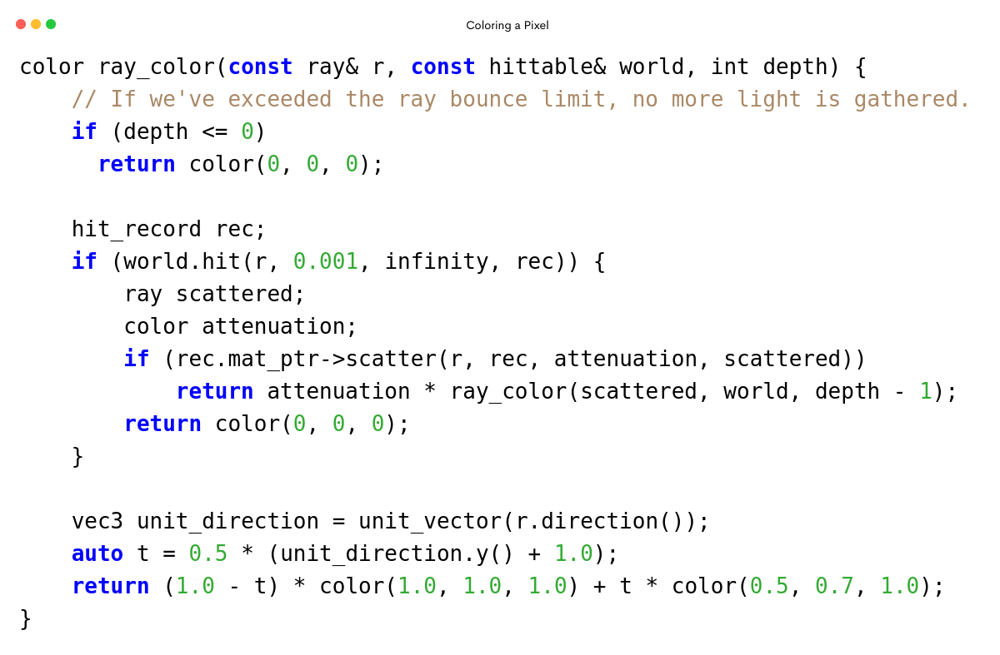 Coloring a Pixel
color ray_color(const ray& r, const hittable& world, int depth) {
    // If we've exceeded the ray bounce limit, no more light is gathered.
    if (depth <= 0)
      return color(0, 0, 0);

    hit_record rec;
    if (world.hit(r, 0.001, infinity, rec)) {
        ray scattered;
        color attenuation;
        if (rec.mat_ptr->scatter(r, rec, attenuation, scattered))
            return attenuation * ray_color(scattered, world, depth - 1);
        return color(0, 0, 0);
    }

    vec3 unit_direction = unit_vector(r.direction());
    auto t = 0.5 * (unit_direction.y() + 1.0);
    return (1.0 - t) * color(1.0, 1.0, 1.0) + t * color(0.5, 0.7, 1.0);
}